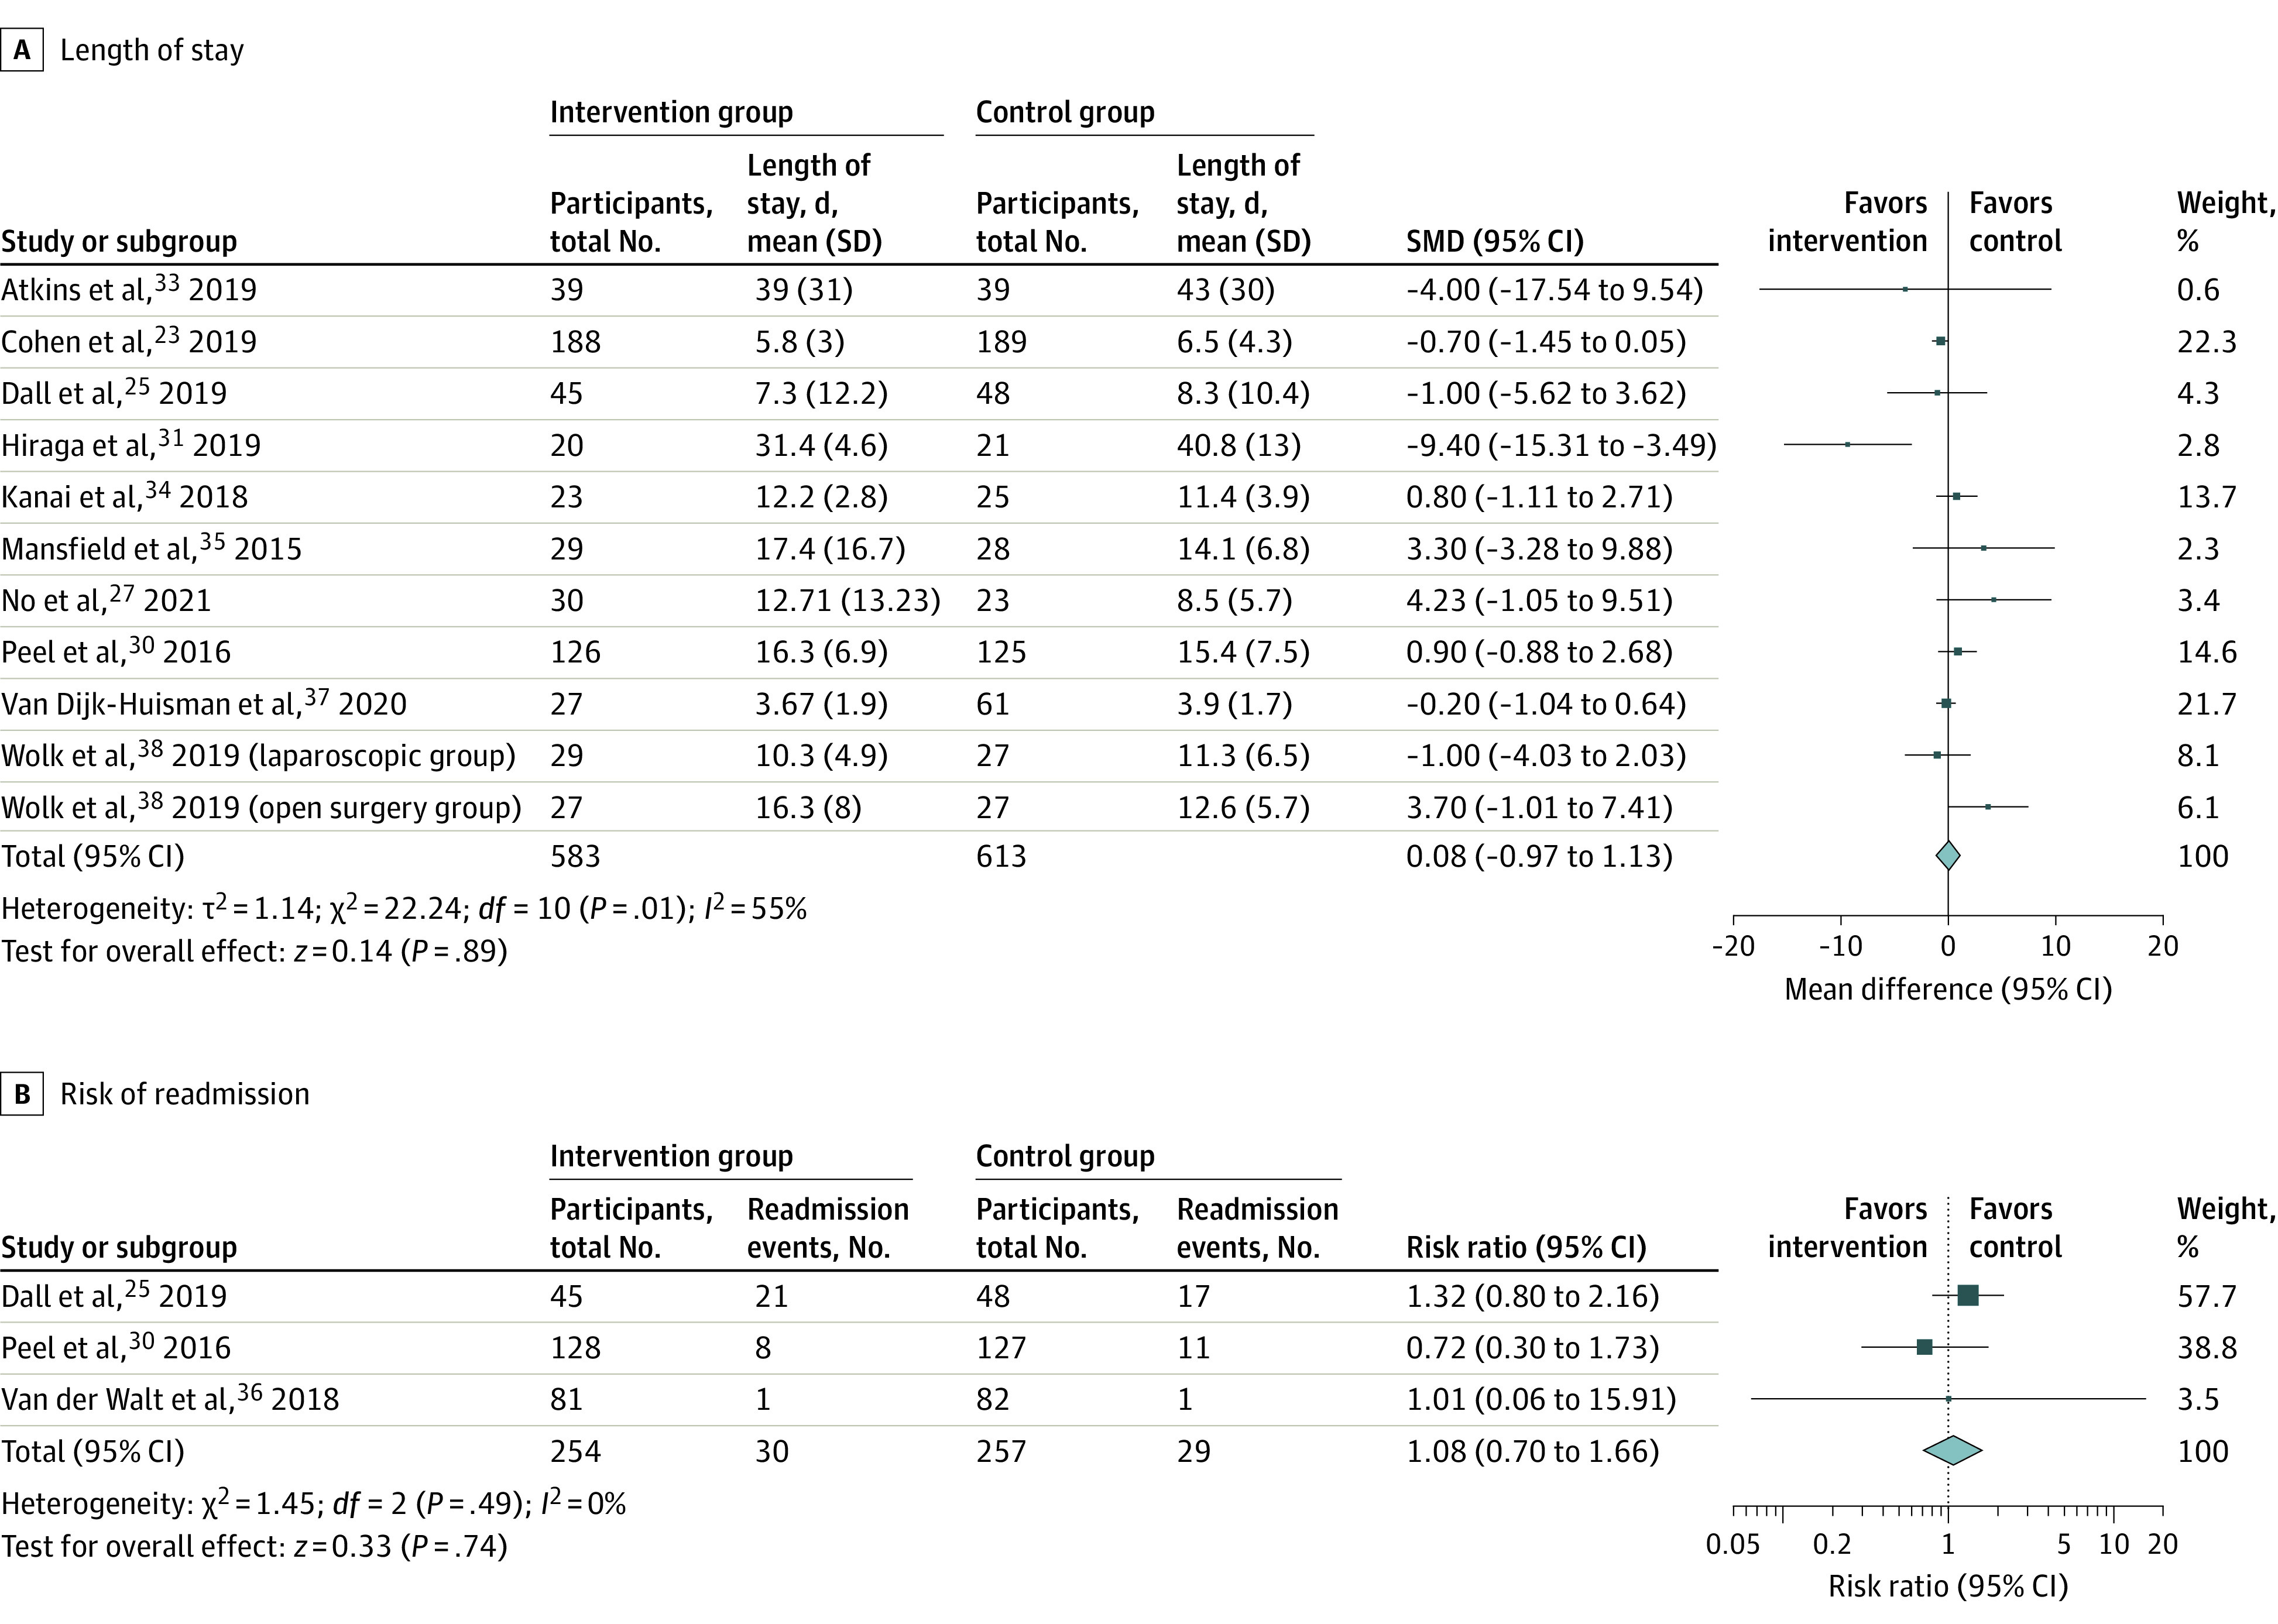 A Length of stay
Intervention group Control group
Study or subgroup Participants, total No. Length of stay, d, mean (SD) Participants, total No. Length of stay, d, mean (SD) SMD (95% CI) Favors intervention Favors control Weight, %
Atkins et al,33 2019 39 39 (31) 39 43 (30) -4.00 (-17.54 to 9.54) 0.6
Cohen et al,23 2019 188 5.8 (3) 189 6.5 (4.3) -0.70 (-1.45 to 0.05) 22.3
Dall et al,25 2019 45 7.3 (12.2) 48 8.3 (10.4) -1.00 (-5.62 to 3.62) 4.3
Hiraga et al,31 2019 20 31.4 (4.6) 21 40.8 (13) -9.40 (-15.31 to -3.49) 2.8
Kanai et al,34 2018 23 12.2 (2.8) 25 11.4 (3.9) 0.80 (-1.11 to 2.71) 13.7
Mansfield et al,35 2015 29 17.4 (16.7) 28 14.1 (6.8) 3.30 (-3.28 to 9.88) 2.3
No et al,27 2021 30 12.71 (13.23) 23 8.5 (5.7) 4.23 (-1.05 to 9.51) 3.4
Peel et al,30 2016 126 16.3 (6.9) 125 15.4 (7.5) 0.90 (-0.88 to 2.68) 14.6
Van Dijk-Huisman et al,37 2020 27 3.67 (1.9) 61 3.9 (1.7) -0.20 (-1.04 to 0.64) 21.7
Wolk et al,38 2019 (laparoscopic group) 29 10.3 (4.9) 27 11.3 (6.5) -1.00 (-4.03 to 2.03) 8.1
Wolk et al,38 2019 (open surgery group) 27 16.3 (8) 27 12.6 (5.7) 3.70 (-1.01 to 7.41) 6.1
Total (95% CI) 583 613 0.08 (-0.97 to 1.13) 100
Heterogeneity: τ2 = 1.14; χ2 = 22.24; df = 10 (P = .01); I2 = 55%
Test for overall effect: z = 0.14 (P = .89)
-20 -10 0 10 20
Mean difference (95% CI)
B Risk of readmission
Intervention group Control group
Study or subgroup Participants, total No. Readmission events, No. Participants, total No. Readmission events, No. Risk ratio (95% CI) Favors intervention Favors control Weight, %
Dall et al,25 2019 45 21 48 17 1.32 (0.80 to 2.16) 57.7
Peel et al,30 2016 128 8 127 11 0.72 (0.30 to 1.73) 38.8
Van der Walt et al,36 2018 81 1 82 1 1.01 (0.06 to 15.91) 3.5
Total (95% CI) 254 30 257 29 1.08 (0.70 to 1.66) 100
Heterogeneity: χ2 = 1.45; df = 2 (P = .49); I2 = 0%
Test for overall effect: z = 0.33 (P = .74)
0.05 0.2 1 5 10 20
Risk ratio (95% CI)